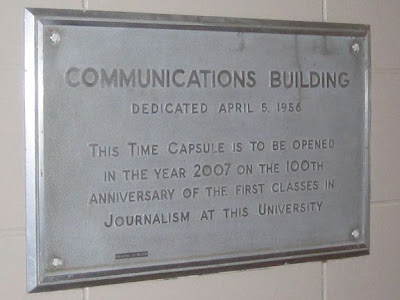 COMMUNICATIONS BUILDING
DEDICATED APRIL 5, 1956
THIS TIME CAPSULE IS TO BE OPENED
IN THE YEAR 2007 ON THE 100TH
ANNIVERSARY OF THE FIRST CLASSES IN
JOURNALISM AT THIS UNIVERSITY